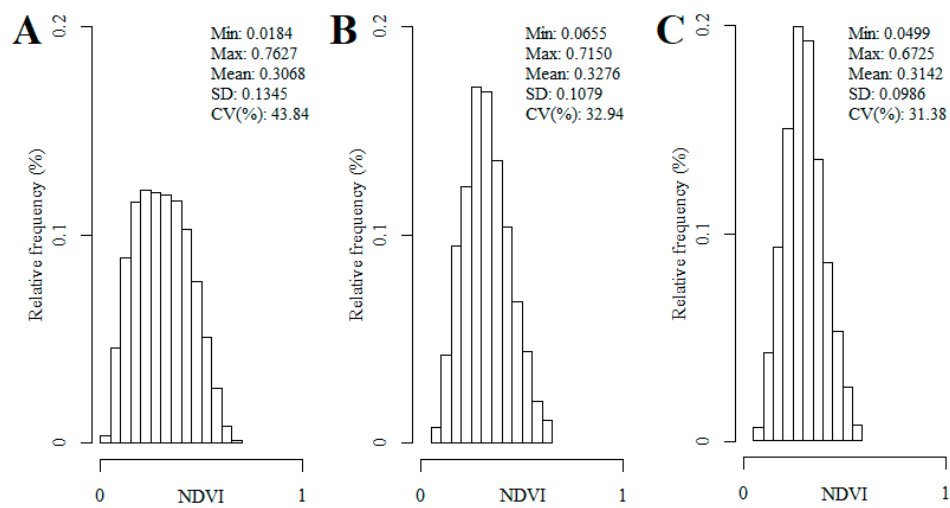 A
Min: 0.0184
Max: 0.7627
Mean: 0.3068
SD: 0.1345
CV(%): 43.84
Relative frequency (%)
0.2
0.1
0
0
NDVI
1
B
Min: 0.0655
Max: 0.7150
Mean: 0.3276
SD: 0.1079
CV(%): 32.94
Relative frequency (%)
0.2
0.1
0
0
NDVI
1
C
Min: 0.0499
Max: 0.6725
Mean: 0.3142
SD: 0.0986
CV(%): 31.38
Relative frequency (%)
0.2
0.1
0
0
NDVI
1